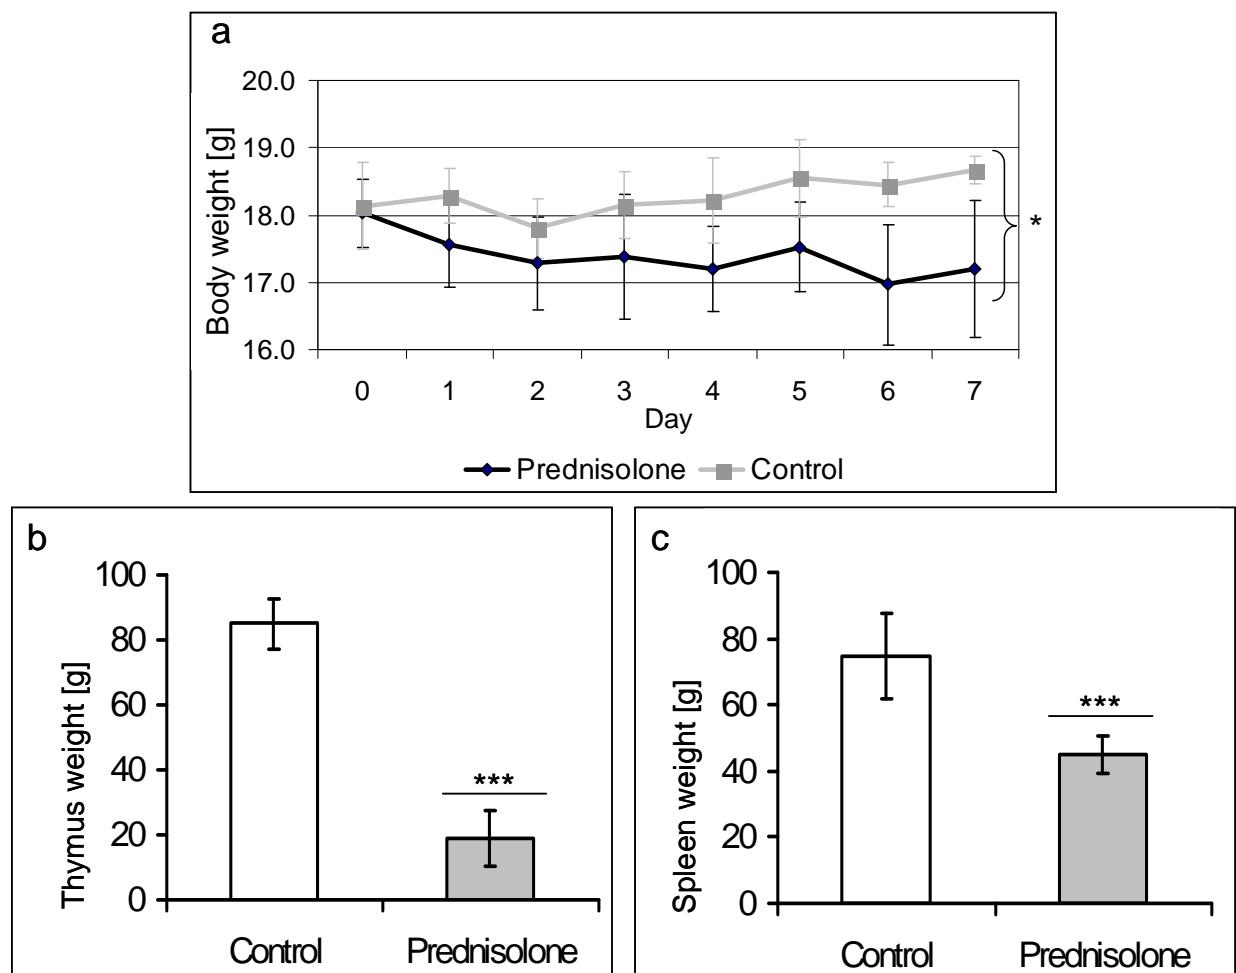 a
Body weight [g]
20.0
19.0
18.0
17.0
16.0
*
0 1 2 3 4 5 6 7
Day
Prednisolone Control
b
Thymus weight [g]
100
80
60
40
20
0
***
Control Prednisolone
c
Spleen weight [g]
100
80
60
40
20
0
***
Control Prednisolone